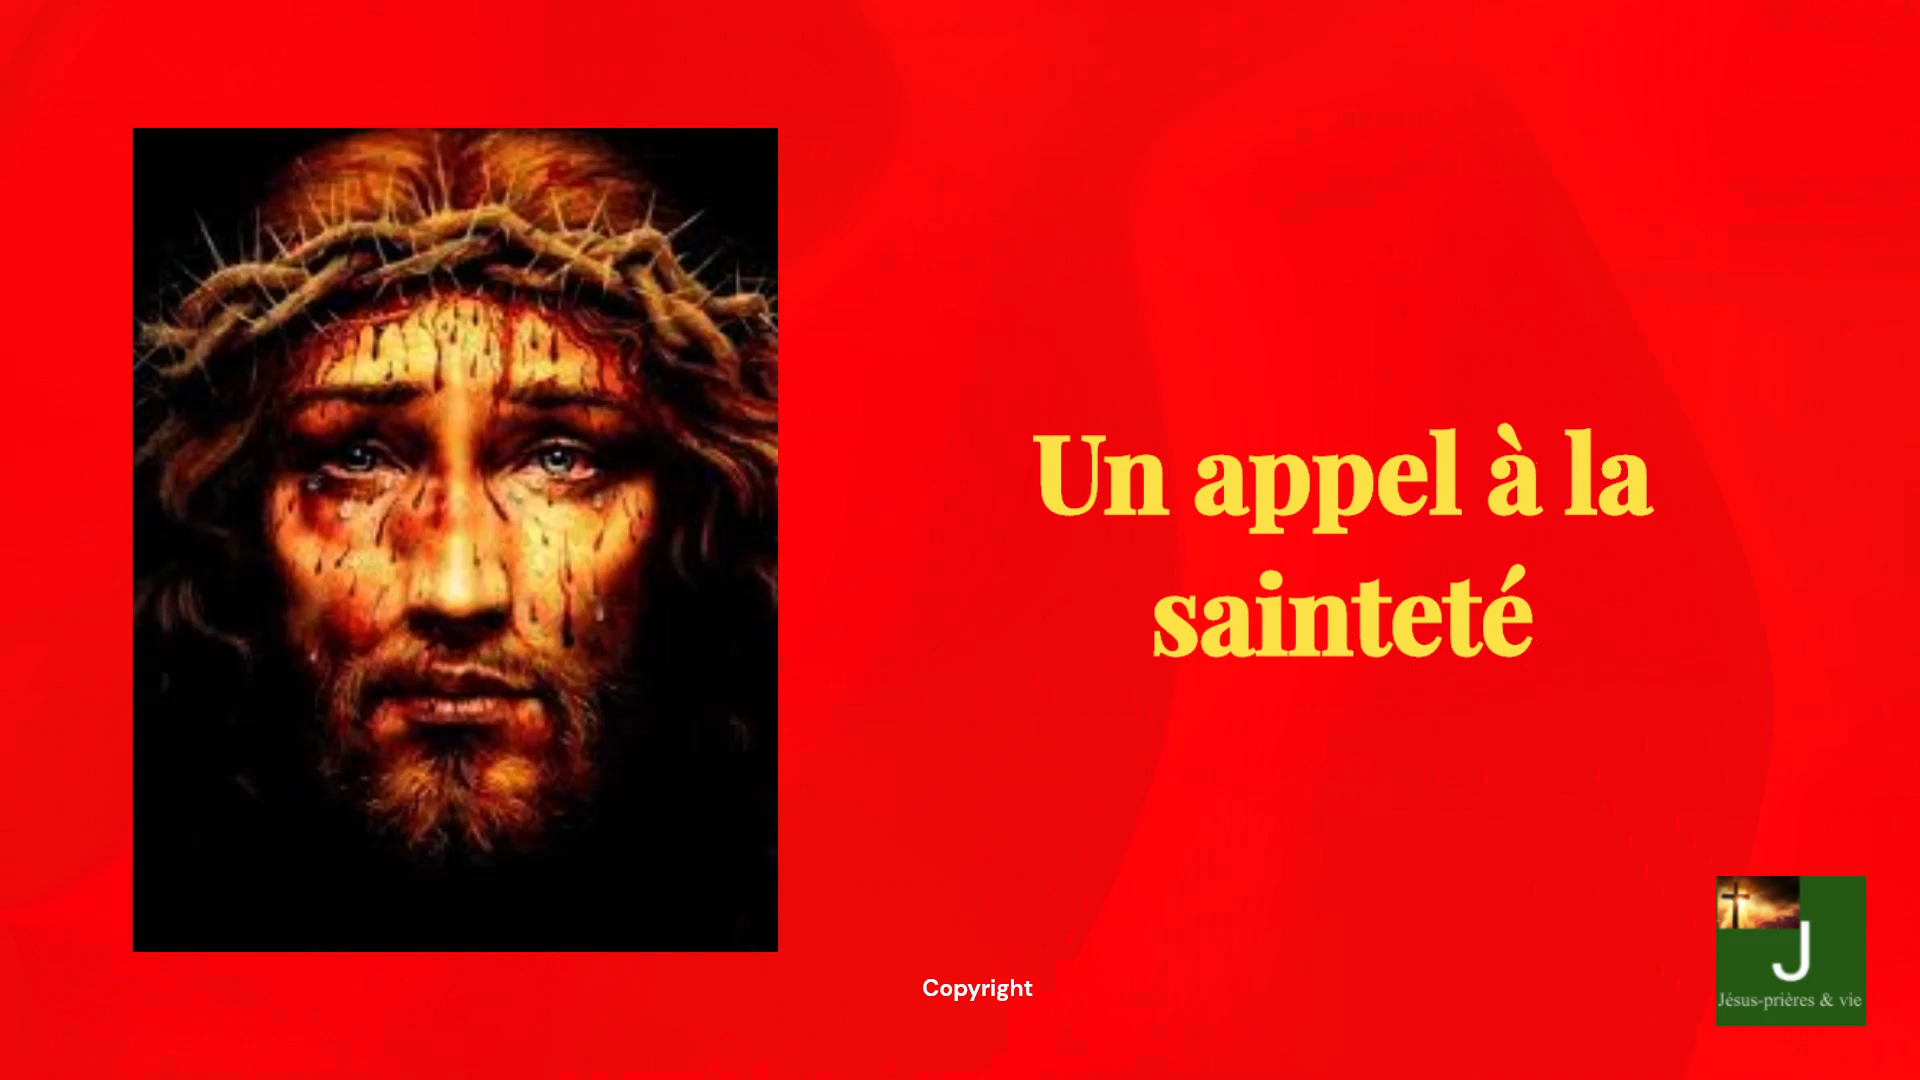 Un appel à la
sainteté
Copyright
J
Jésus-prières & vie